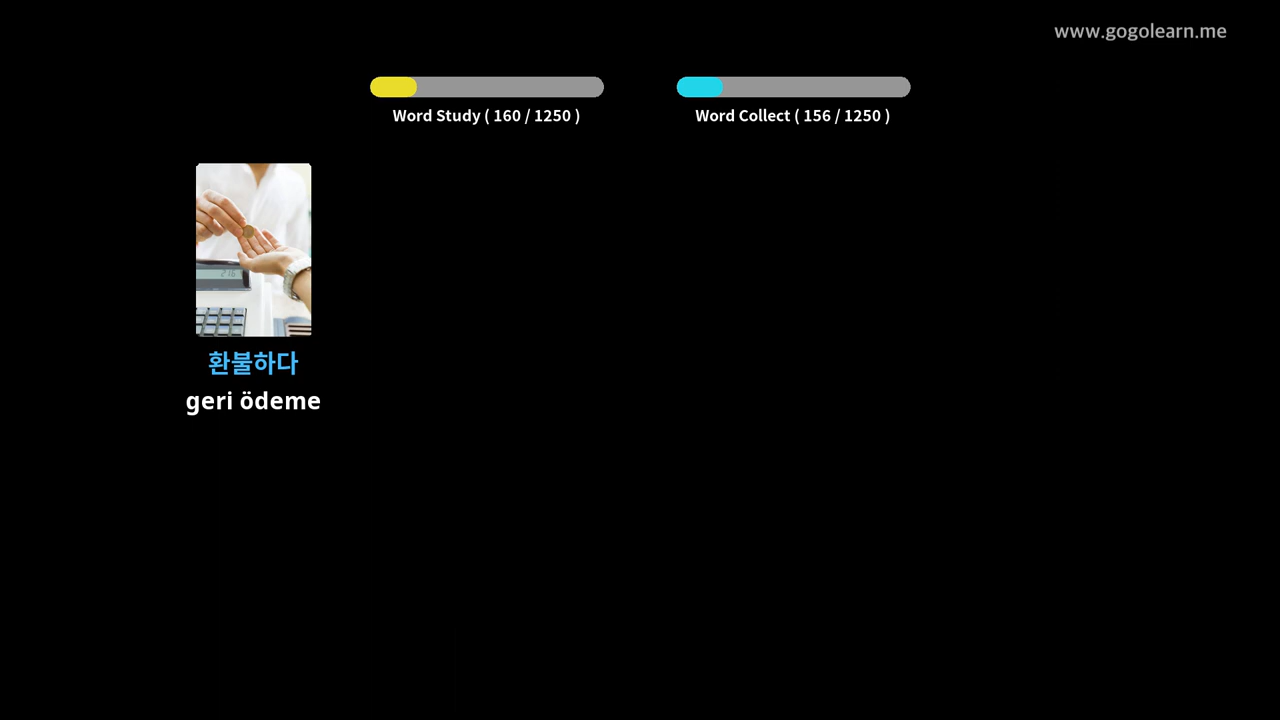 www.gogolearn.me
Word Study ( 160 / 1250 )
Word Collect ( 156 / 1250 )
환불하다
geri ödeme